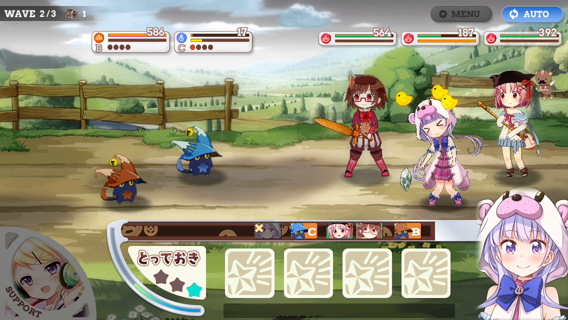 WAVE 2/3 1
MENU
AUTO
586
B
17
C
564
187
392
C
B
とっておき
SUPPORT